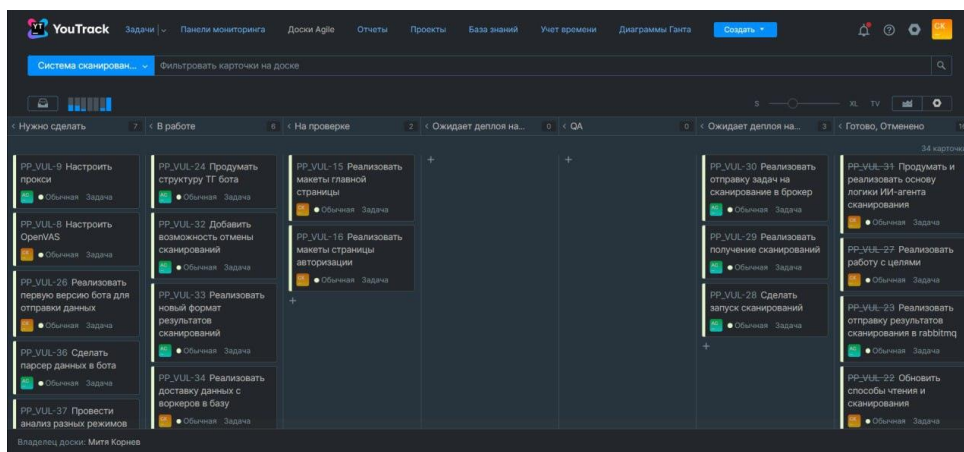 YT YouTrack Задачи Панели мониторинга Доски Agile Отчеты Проекты База знаний Учет времени Диаграммы Ганта Создать
Система сканирован... Фильтровать карточки на доске
S XL TV
Нужно сделать 7 В работе 6 На проверке 2 Ожидает деплоя на... 0 QA 0 Ожидает деплоя на... 3 Готово, Отменено
34 карточки
PP_VUL-9 Настроить
прокси
Обычная Задача
PP_VUL-8 Настроить
OpenVAS
Обычная Задача
PP_VUL-26 Реализовать
первую версию бота для
отправки данных
Обычная Задача
PP_VUL-36 Сделать
парсер данных в бота
Обычная Задача
PP_VUL-37 Провести
анализ разных режимов
PP_VUL-24 Продумать
структуру ТГ бота
Обычная Задача
PP_VUL-32 Добавить
возможность отмены
сканирований
Обычная Задача
PP_VUL-33 Реализовать
новый формат
результатов
сканирований
Обычная Задача
PP_VUL-34 Реализовать
доставку данных с
воркеров в базу
Обычная Задача
PP_VUL-15 Реализовать
макеты главной
страницы
Обычная Задача
PP_VUL-16 Реализовать
макеты страницы
авторизации
Обычная Задача
PP_VUL-30 Реализовать
отправку задач на
сканирование в брокер
Обычная Задача
PP_VUL-29 Реализовать
получение сканирований
Обычная Задача
PP_VUL-28 Сделать
запуск сканирований
Обычная Задача
PP_VUL-31 Продумать и
реализовать основу
логики ИИ-агента
сканирования
Обычная Задача
PP_VUL-27 Реализовать
работу с целями
Обычная Задача
PP_VUL-23 Реализовать
отправку результатов
сканирования в rabbitmq
Обычная Задача
PP_VUL-22 Обновить
способы чтения и
сканирования
Обычная Задача
Владелец доски: Митя Корнев